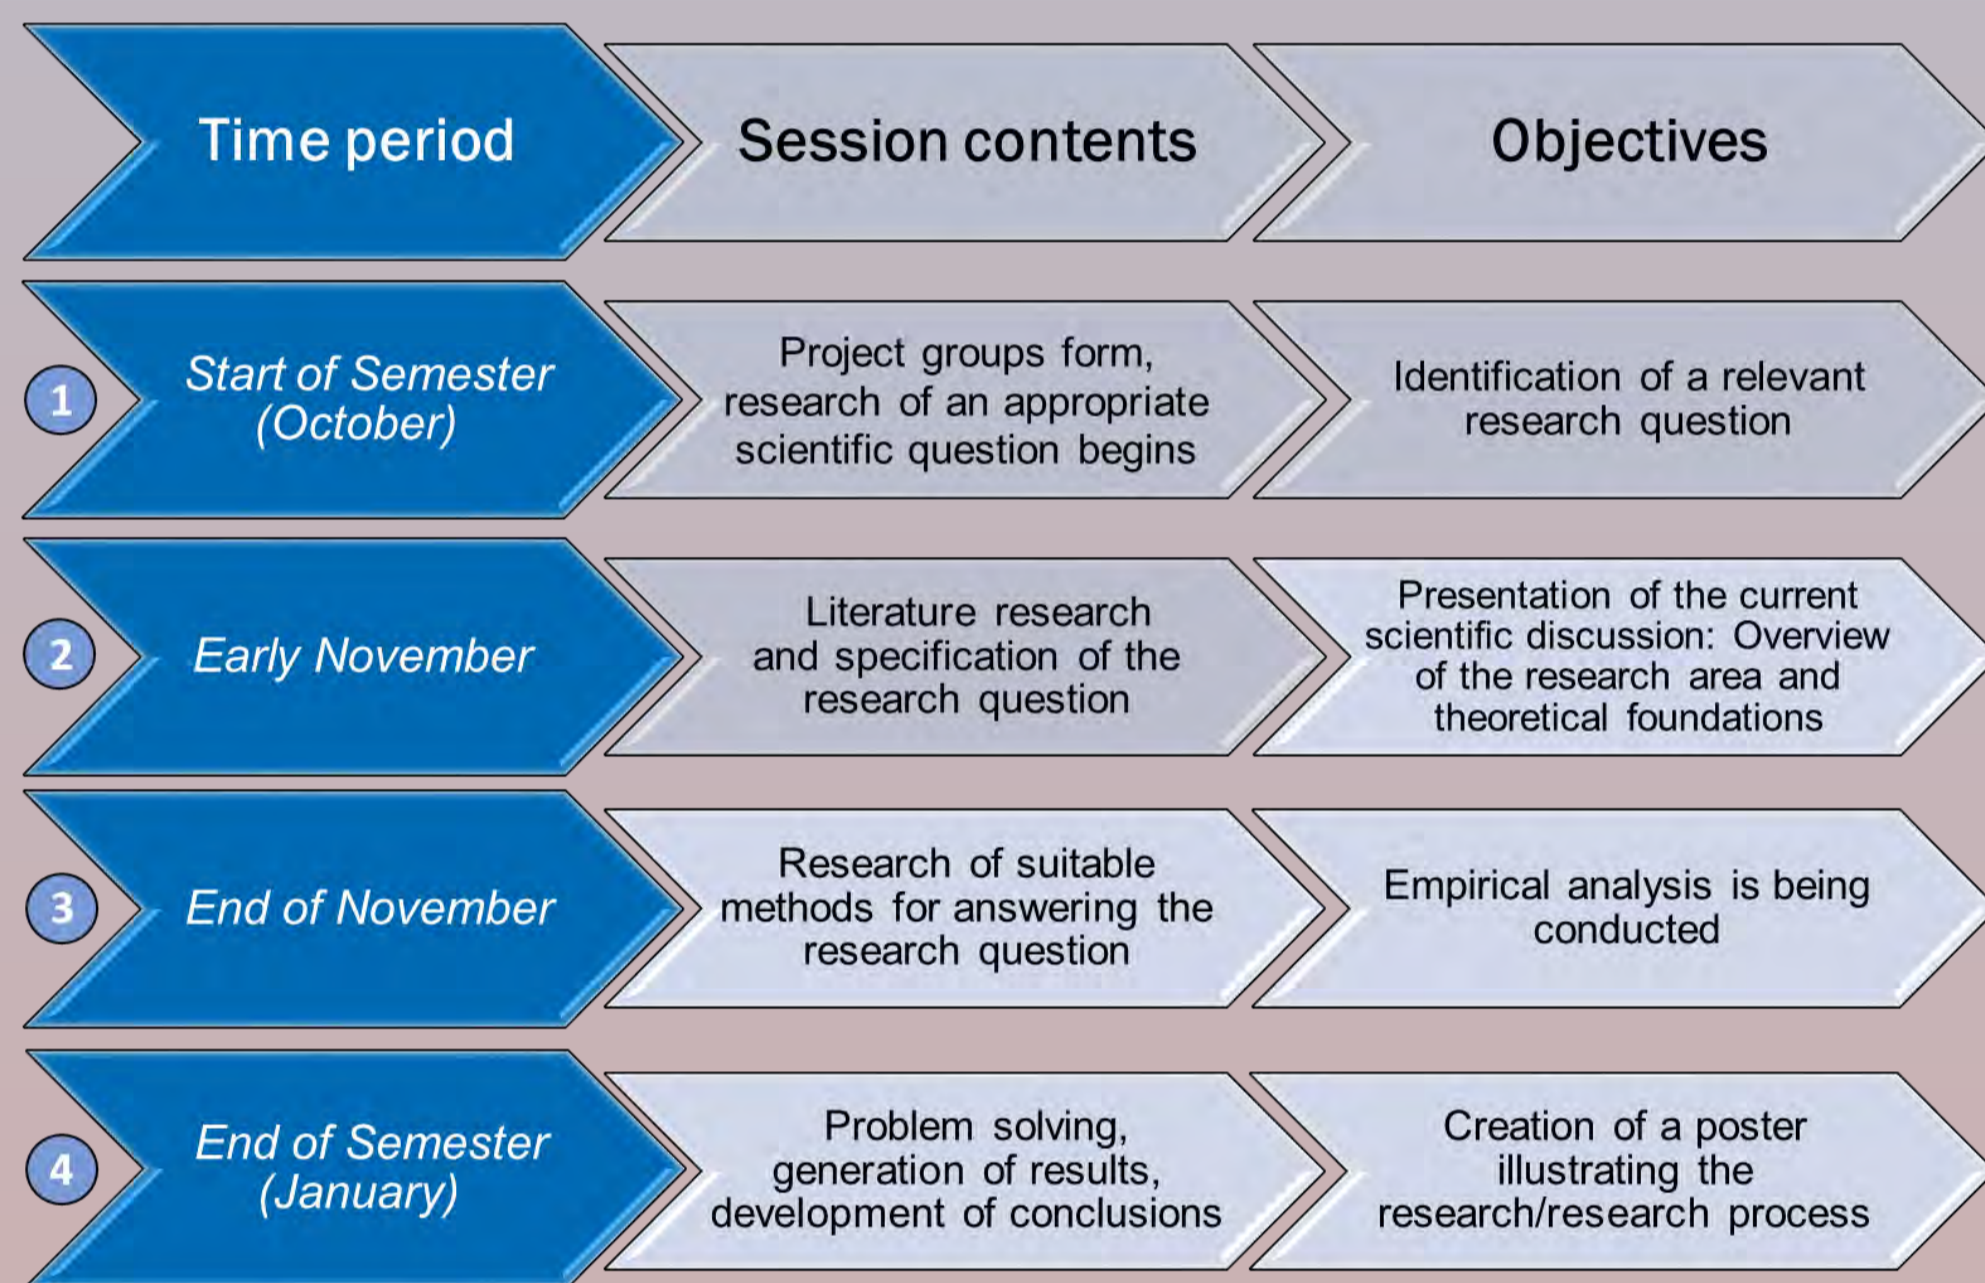 Time period
Session contents
Objectives
1
Start of Semester
(October)
Project groups form,
research of an appropriate
scientific question begins
Identification of a relevant
research question
2
Early November
Literature research
and specification of the
research question
Presentation of the current
scientific discussion: Overview
of the research area and
theoretical foundations
3
End of November
Research of suitable
methods for answering the
research question
Empirical analysis is being
conducted
4
End of Semester
(January)
Problem solving,
generation of results,
development of conclusions
Creation of a poster
illustrating the
research/research process